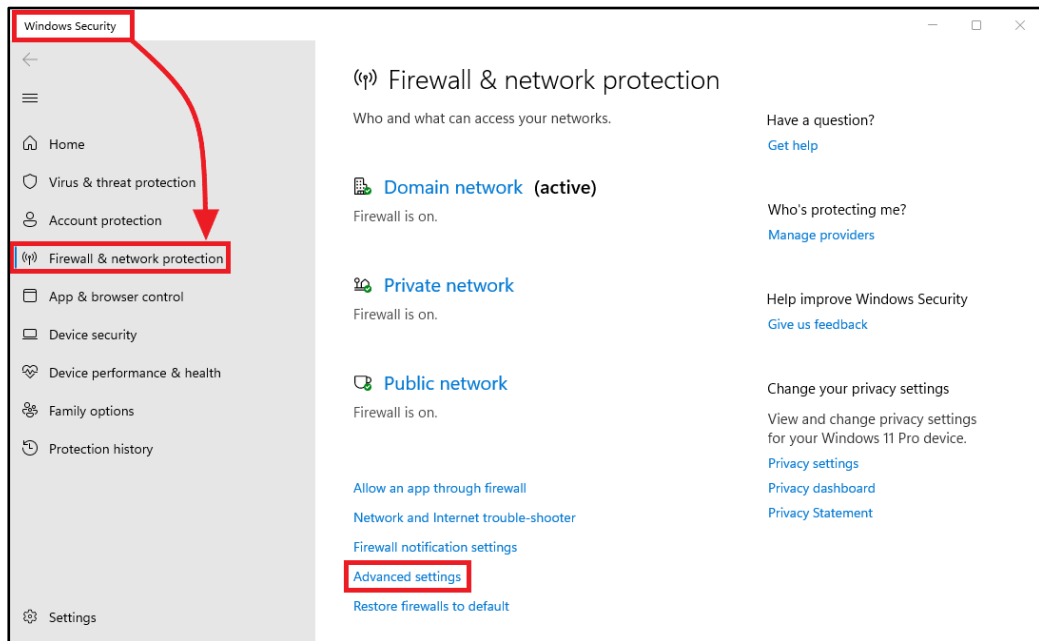 Windows Security
Home
Virus & threat protection
Account protection
Firewall & network protection
App & browser control
Device security
Device performance & health
Family options
Protection history
Settings
Firewall & network protection
Who and what can access your networks.
Domain network (active)
Firewall is on.
Private network
Firewall is on.
Public network
Firewall is on.
Allow an app through firewall
Network and Internet trouble-shooter
Firewall notification settings
Advanced settings
Restore firewalls to default
Have a question?
Get help
Who's protecting me?
Manage providers
Help improve Windows Security
Give us feedback
Change your privacy settings
View and change privacy settings
for your Windows 11 Pro device.
Privacy settings
Privacy dashboard
Privacy Statement